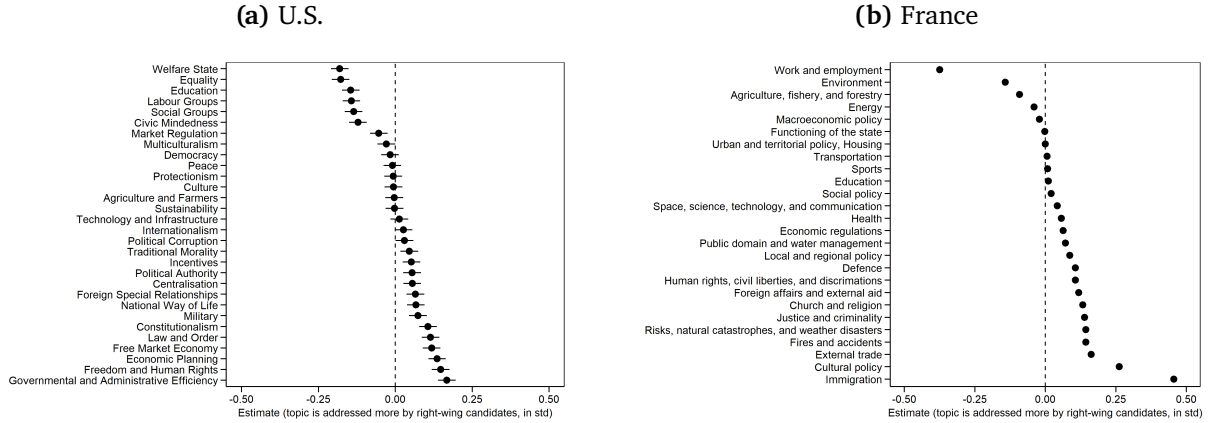 (a) U.S.
Welfare State
Equality
Education
Labour Groups
Social Groups
Civic Mindedness
Market Regulation
Multiculturalism
Democracy
Peace
Protectionism
Culture
Agriculture and Farmers
Sustainability
Technology and Infrastructure
Internationalism
Political Corruption
Traditional Morality
Incentives
Political Authority
Centralisation
Foreign Special Relationships
National Way of Life
Military
Constitutionalism
Law and Order
Free Market Economy
Economic Planning
Freedom and Human Rights
Governmental and Administrative Efficiency
-0.50 -0.25 0.00 0.25 0.50
Estimate (topic is addressed more by right-wing candidates, in std)
(b) France
Work and employment
Environment
Agriculture, fishery, and forestry
Energy
Macroeconomic policy
Functioning of the state
Urban and territorial policy, Housing
Transportation
Sports
Education
Social policy
Space, science, technology, and communication
Health
Economic regulations
Public domain and water management
Local and regional policy
Defence
Human rights, civil liberties, and discrimations
Foreign affairs and external aid
Church and religion
Justice and criminality
Risks, natural catastrophes, and weather disasters
Fires and accidents
External trade
Cultural policy
Immigration
-0.50 -0.25 0.00 0.25 0.50
Estimate (topic is addressed more by right-wing candidates, in std)